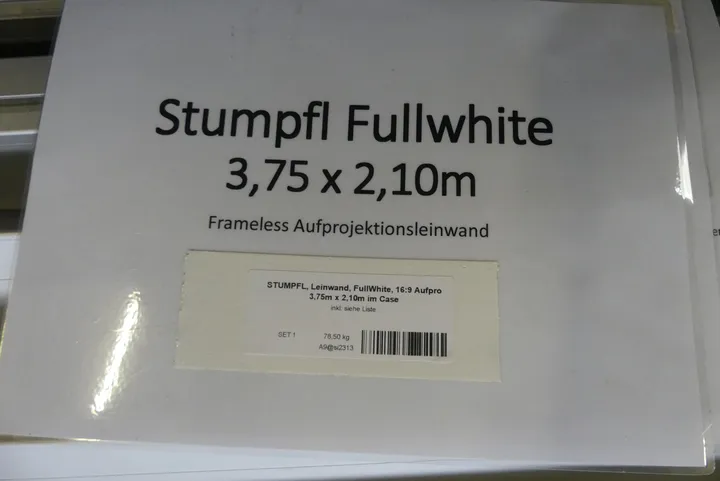 Stumpfl Fullwhite
3,75 x 2,10m
Frameless Aufprojektionsleinwand
STUMPFL, Leinwand, FullWhite, 16:9 Aufpro
3,75m x 2,10m im Case
inkl. siehe Liste
SET 1 78,50 kg
A9@si2313